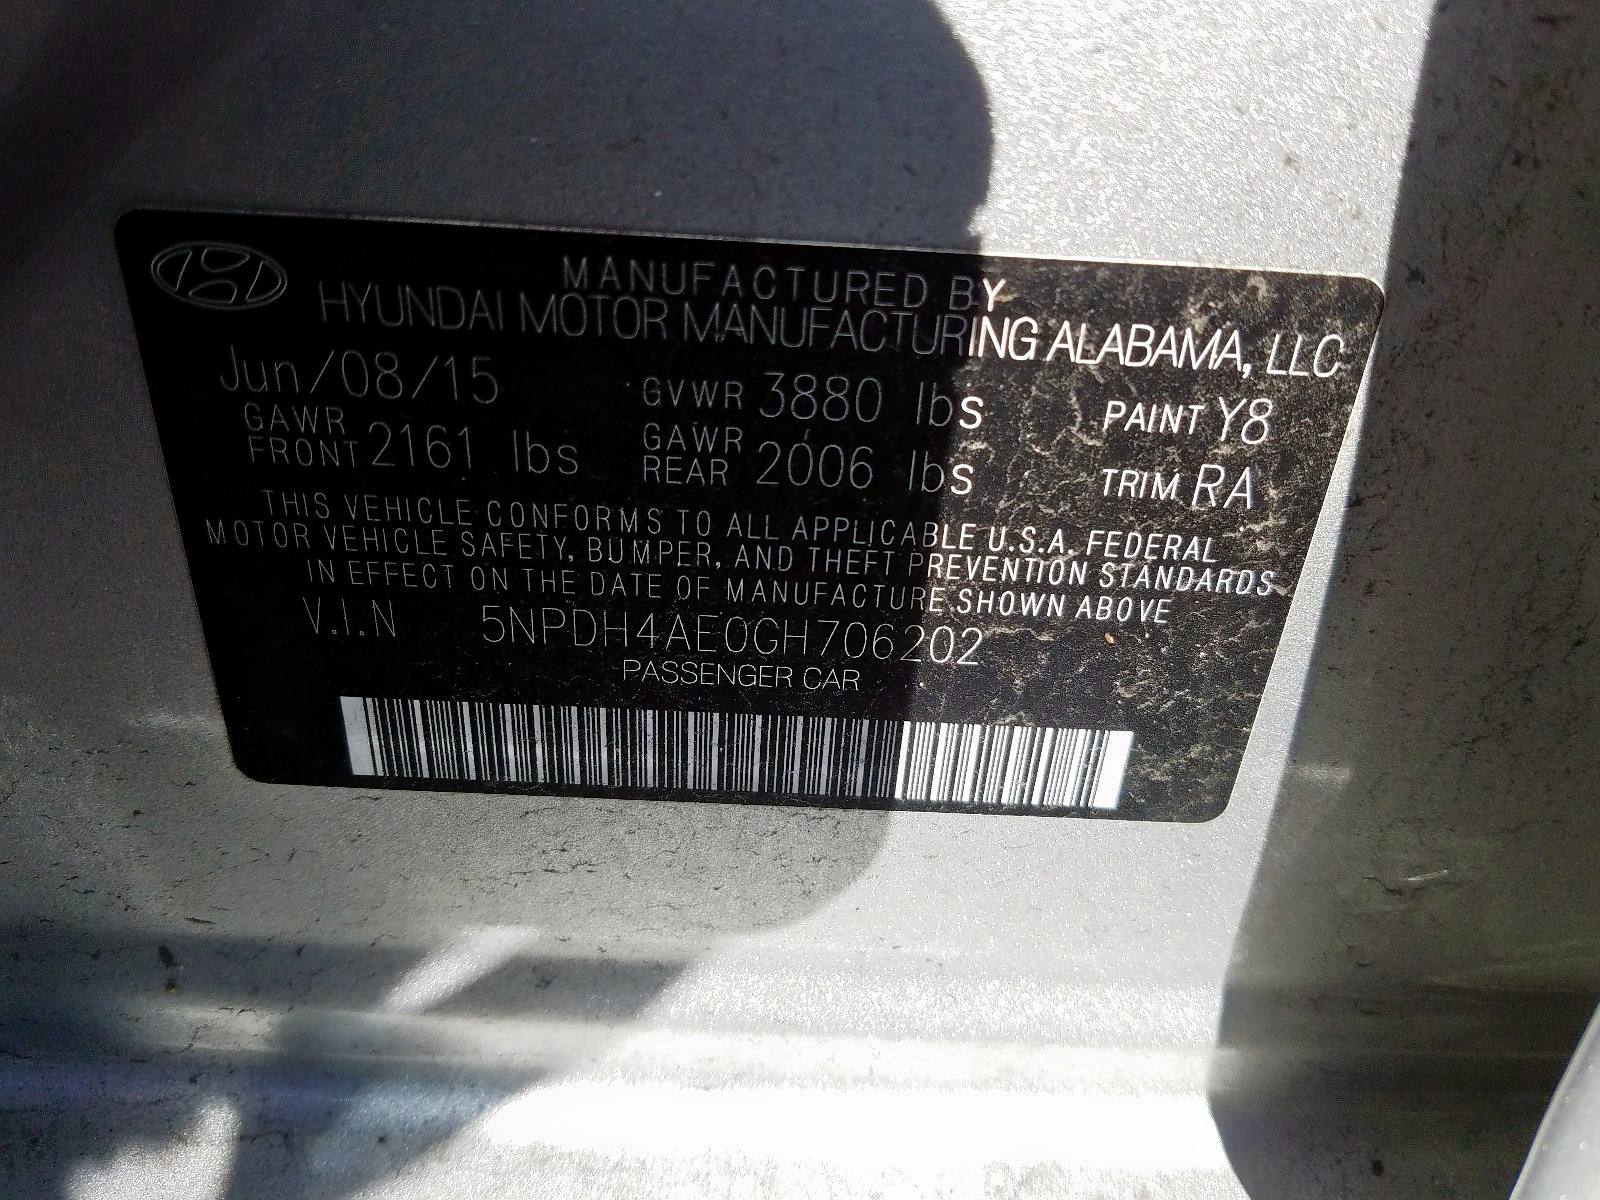 MANUFACTURED BY
HYUNDAI MOTOR MANUFACTURING ALABAMA, LLC
Jun/08/15 GVWR 3880 lbs PAINT Y8
GAWR FRONT 2161 lbs GAWR REAR 2006 lbs TRIM RA
THIS VEHICLE CONFORMS TO ALL APPLICABLE U.S.A. FEDERAL
MOTOR VEHICLE SAFETY, BUMPER, AND THEFT PREVENTION STANDARDS
IN EFFECT ON THE DATE OF MANUFACTURE SHOWN ABOVE
V.I.N 5NPDH4AE0GH706202
PASSENGER CAR